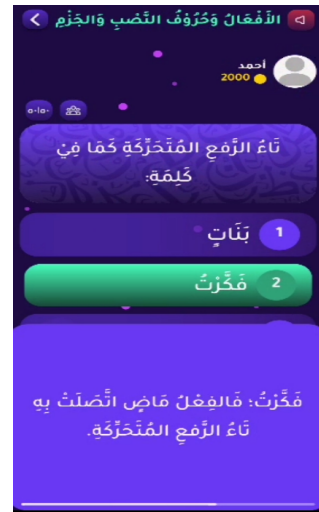 الأَفْعَالُ وَحُرُوْفُ النَّصْبِ وَالجَزْمِ
أحمد
2000
تَاءُ الرَّفعِ المُتَحَرِّكَةِ كَمَا فِيْ
كَلِمَةِ:
1 بَنَاتٍ
2 فَكَّرْتُ
فَكَّرْتُ؛ فَالفِعْلُ مَاضٍ اتَّصَلَتْ بِهِ
تَاءُ الرَّفعِ المُتَحَرِّكَةِ.